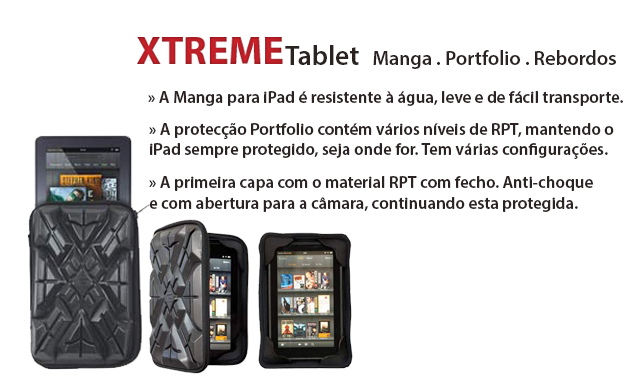 XTREME Tablet Manga . Portfolio . Rebordos
» A Manga para iPad é resistente à água, leve e de fácil transporte.
» A protecção Portfolio contém vários níveis de RPT, mantendo o
iPad sempre protegido, seja onde for. Tem várias configurações.
» A primeira capa com o material RPT com fecho. Anti-choque
e com abertura para a câmara, continuando esta protegida.